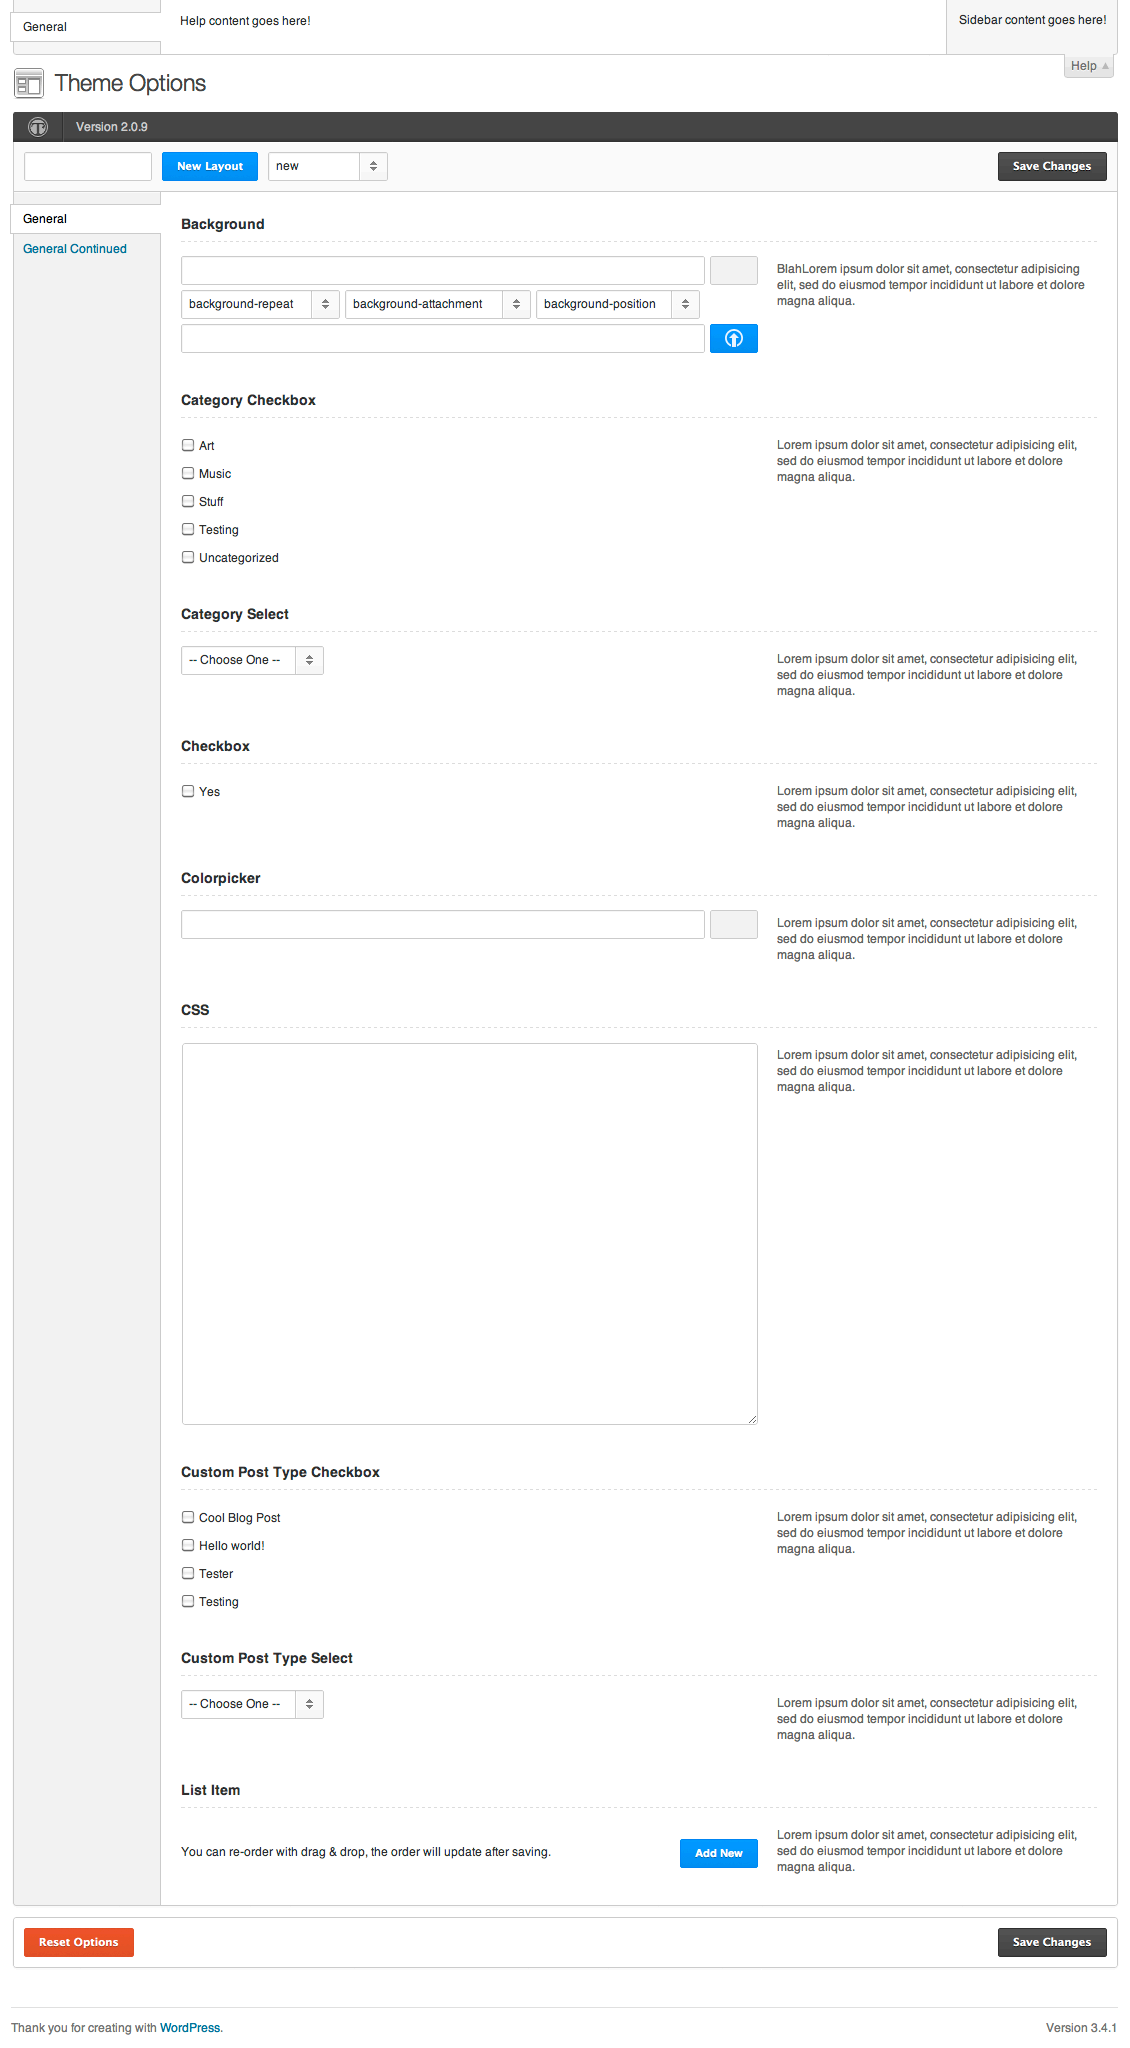 General
Help content goes here!
Sidebar content goes here!
Help
Theme Options
Version 2.0.9
New Layout
new
Save Changes
General
General Continued
Background
BlahLorem ipsum dolor sit amet, consectetur adipisicing
elit, sed do eiusmod tempor incididunt ut labore et dolore
magna aliqua.
background-repeat
background-attachment
background-position
Category Checkbox
Art
Music
Stuff
Testing
Uncategorized
Lorem ipsum dolor sit amet, consectetur adipisicing elit,
sed do eiusmod tempor incididunt ut labore et dolore
magna aliqua.
Category Select
-- Choose One --
Lorem ipsum dolor sit amet, consectetur adipisicing elit,
sed do eiusmod tempor incididunt ut labore et dolore
magna aliqua.
Checkbox
Yes
Lorem ipsum dolor sit amet, consectetur adipisicing elit,
sed do eiusmod tempor incididunt ut labore et dolore
magna aliqua.
Colorpicker
Lorem ipsum dolor sit amet, consectetur adipisicing elit,
sed do eiusmod tempor incididunt ut labore et dolore
magna aliqua.
CSS
Lorem ipsum dolor sit amet, consectetur adipisicing elit,
sed do eiusmod tempor incididunt ut labore et dolore
magna aliqua.
Custom Post Type Checkbox
Cool Blog Post
Hello world!
Tester
Testing
Lorem ipsum dolor sit amet, consectetur adipisicing elit,
sed do eiusmod tempor incididunt ut labore et dolore
magna aliqua.
Custom Post Type Select
-- Choose One --
Lorem ipsum dolor sit amet, consectetur adipisicing elit,
sed do eiusmod tempor incididunt ut labore et dolore
magna aliqua.
List Item
You can re-order with drag & drop, the order will update after saving.
Add New
Lorem ipsum dolor sit amet, consectetur adipisicing elit,
sed do eiusmod tempor incididunt ut labore et dolore
magna aliqua.
Reset Options
Save Changes
Thank you for creating with WordPress.
Version 3.4.1